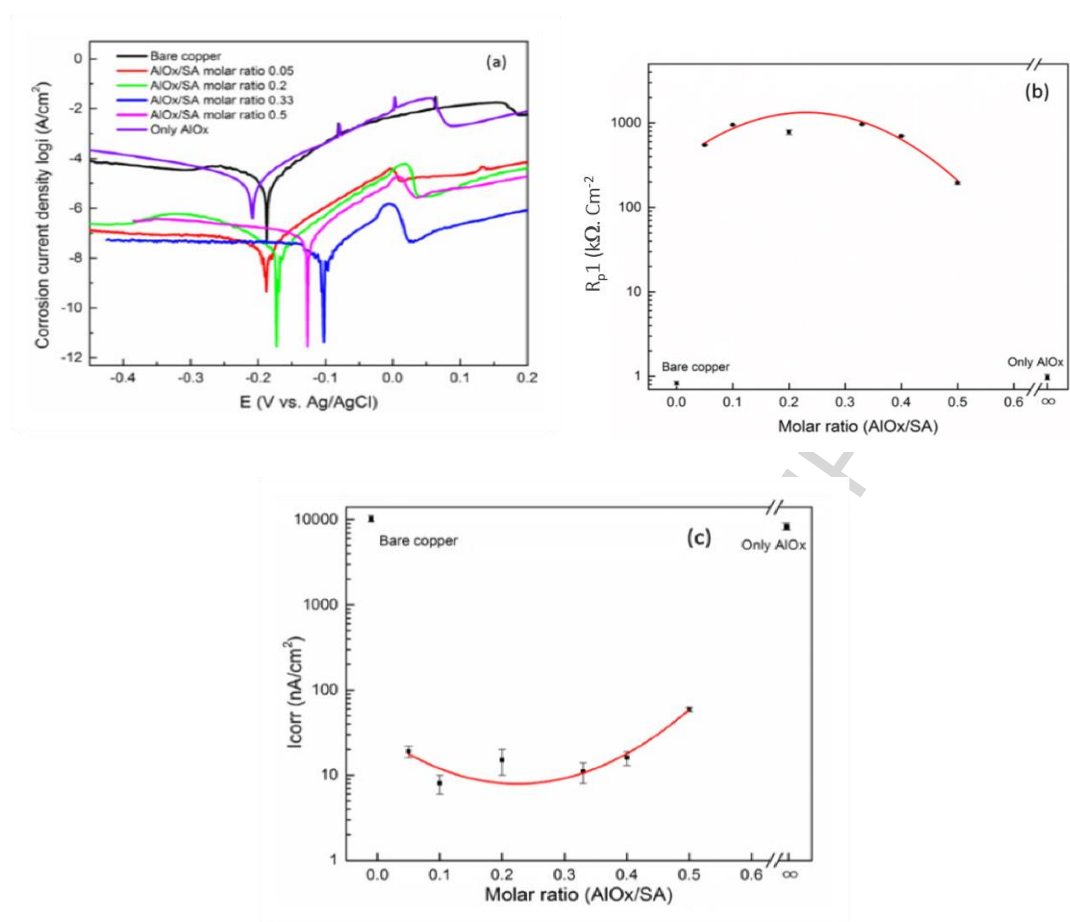 (a)
Bare copper
AlOx/SA molar ratio 0.05
AlOx/SA molar ratio 0.2
AlOx/SA molar ratio 0.33
AlOx/SA molar ratio 0.5
Only AlOx
Corrosion current density logi (A/cm²)
0
-2
-4
-6
-8
-10
-12
-0.4 -0.3 -0.2 -0.1 0.0 0.1 0.2
E (V vs. Ag/AgCl)
(b)
Rp1 (kΩ. Cm⁻²)
1000
100
10
1
Bare copper
Only AlOx
0.0 0.1 0.2 0.3 0.4 0.5 0.6 ∞
Molar ratio (AlOx/SA)
(c)
Icorr (nA/cm²)
10000
1000
100
10
1
Bare copper
Only AlOx
0.0 0.1 0.2 0.3 0.4 0.5 0.6 ∞
Molar ratio (AlOx/SA)